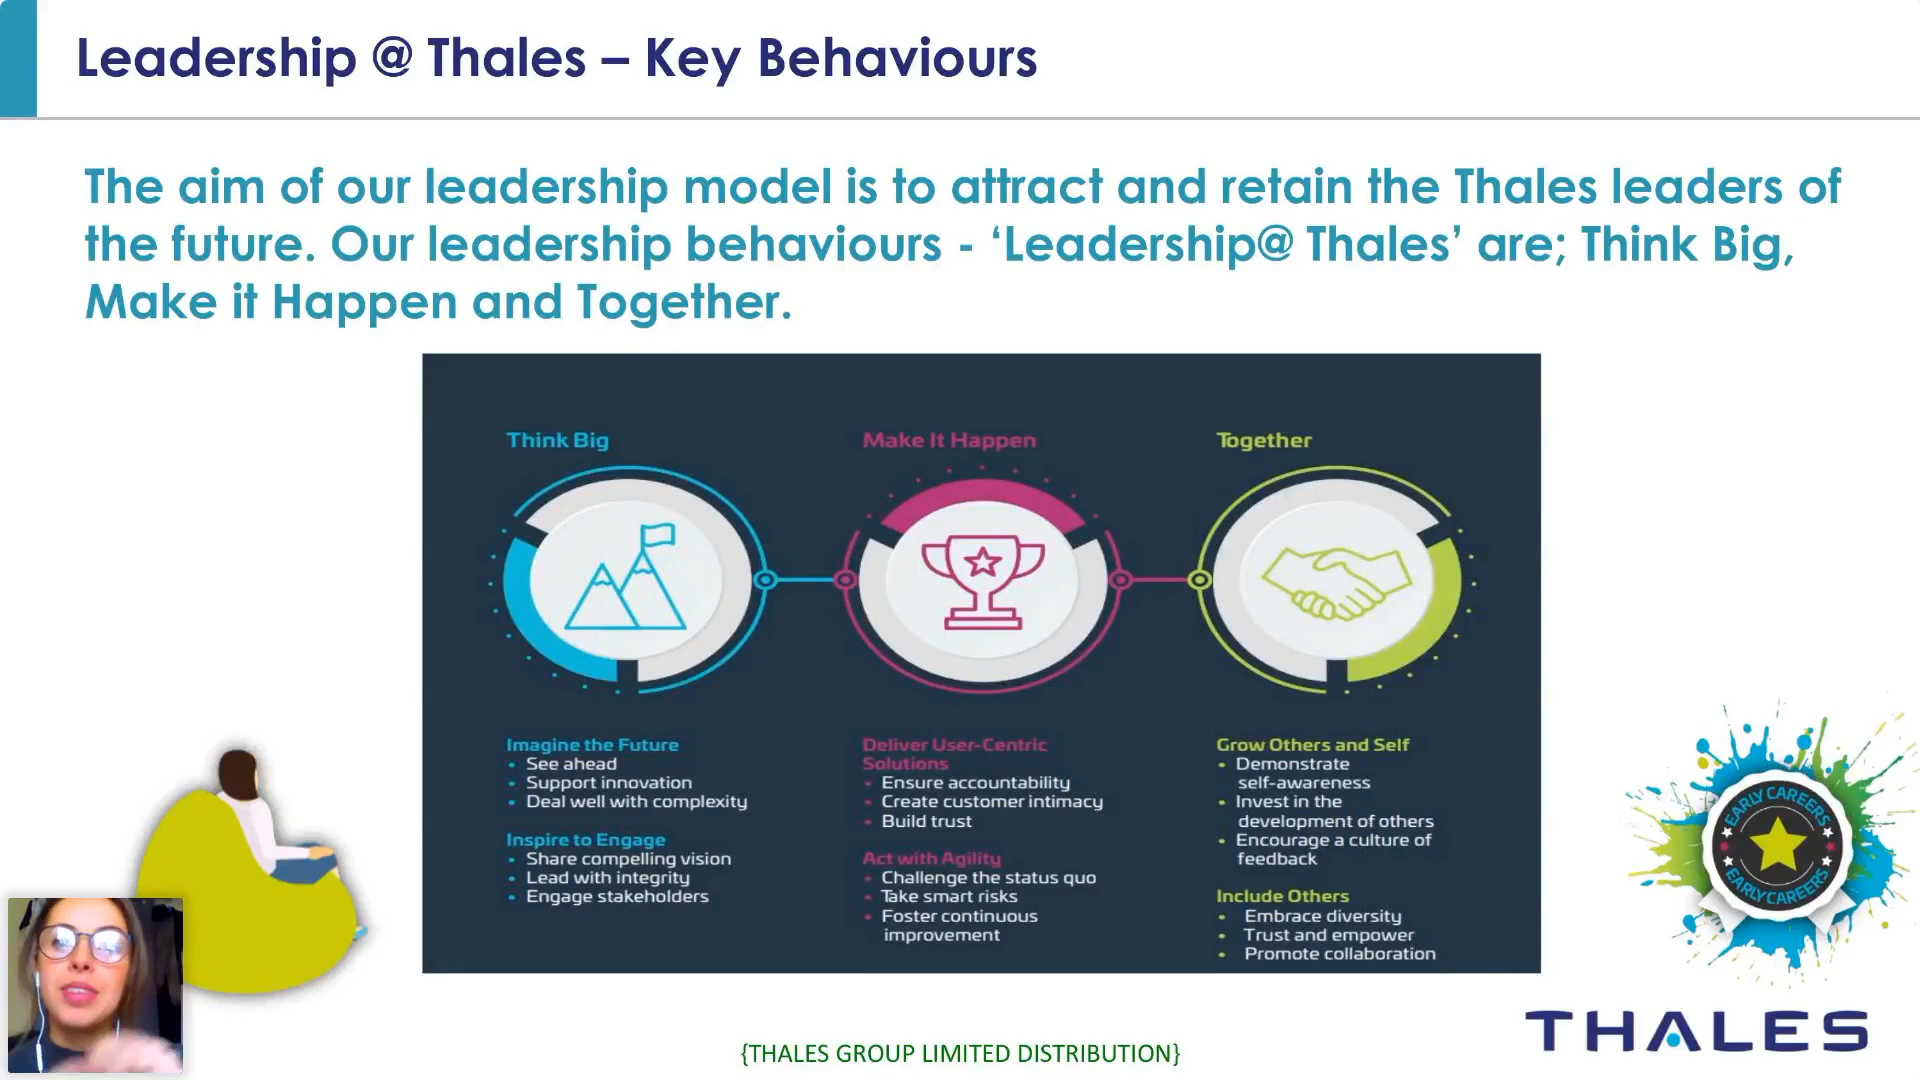 Leadership @ Thales – Key Behaviours
The aim of our leadership model is to attract and retain the Thales leaders of
the future. Our leadership behaviours - ‘Leadership@ Thales’ are; Think Big,
Make it Happen and Together.
Think Big
Imagine the Future
• See ahead
• Support innovation
• Deal well with complexity
Inspire to Engage
• Share compelling vision
• Lead with integrity
• Engage stakeholders
Make It Happen
Deliver User-Centric
Solutions
• Ensure accountability
• Create customer intimacy
• Build trust
Act with Agility
• Challenge the status quo
• Take smart risks
• Foster continuous
improvement
Together
Grow Others and Self
• Demonstrate
self-awareness
• Invest in the
development of others
• Encourage a culture of
feedback
Include Others
• Embrace diversity
• Trust and empower
• Promote collaboration
EARLY CAREERS
EARLY CAREERS
THALES
{THALES GROUP LIMITED DISTRIBUTION}